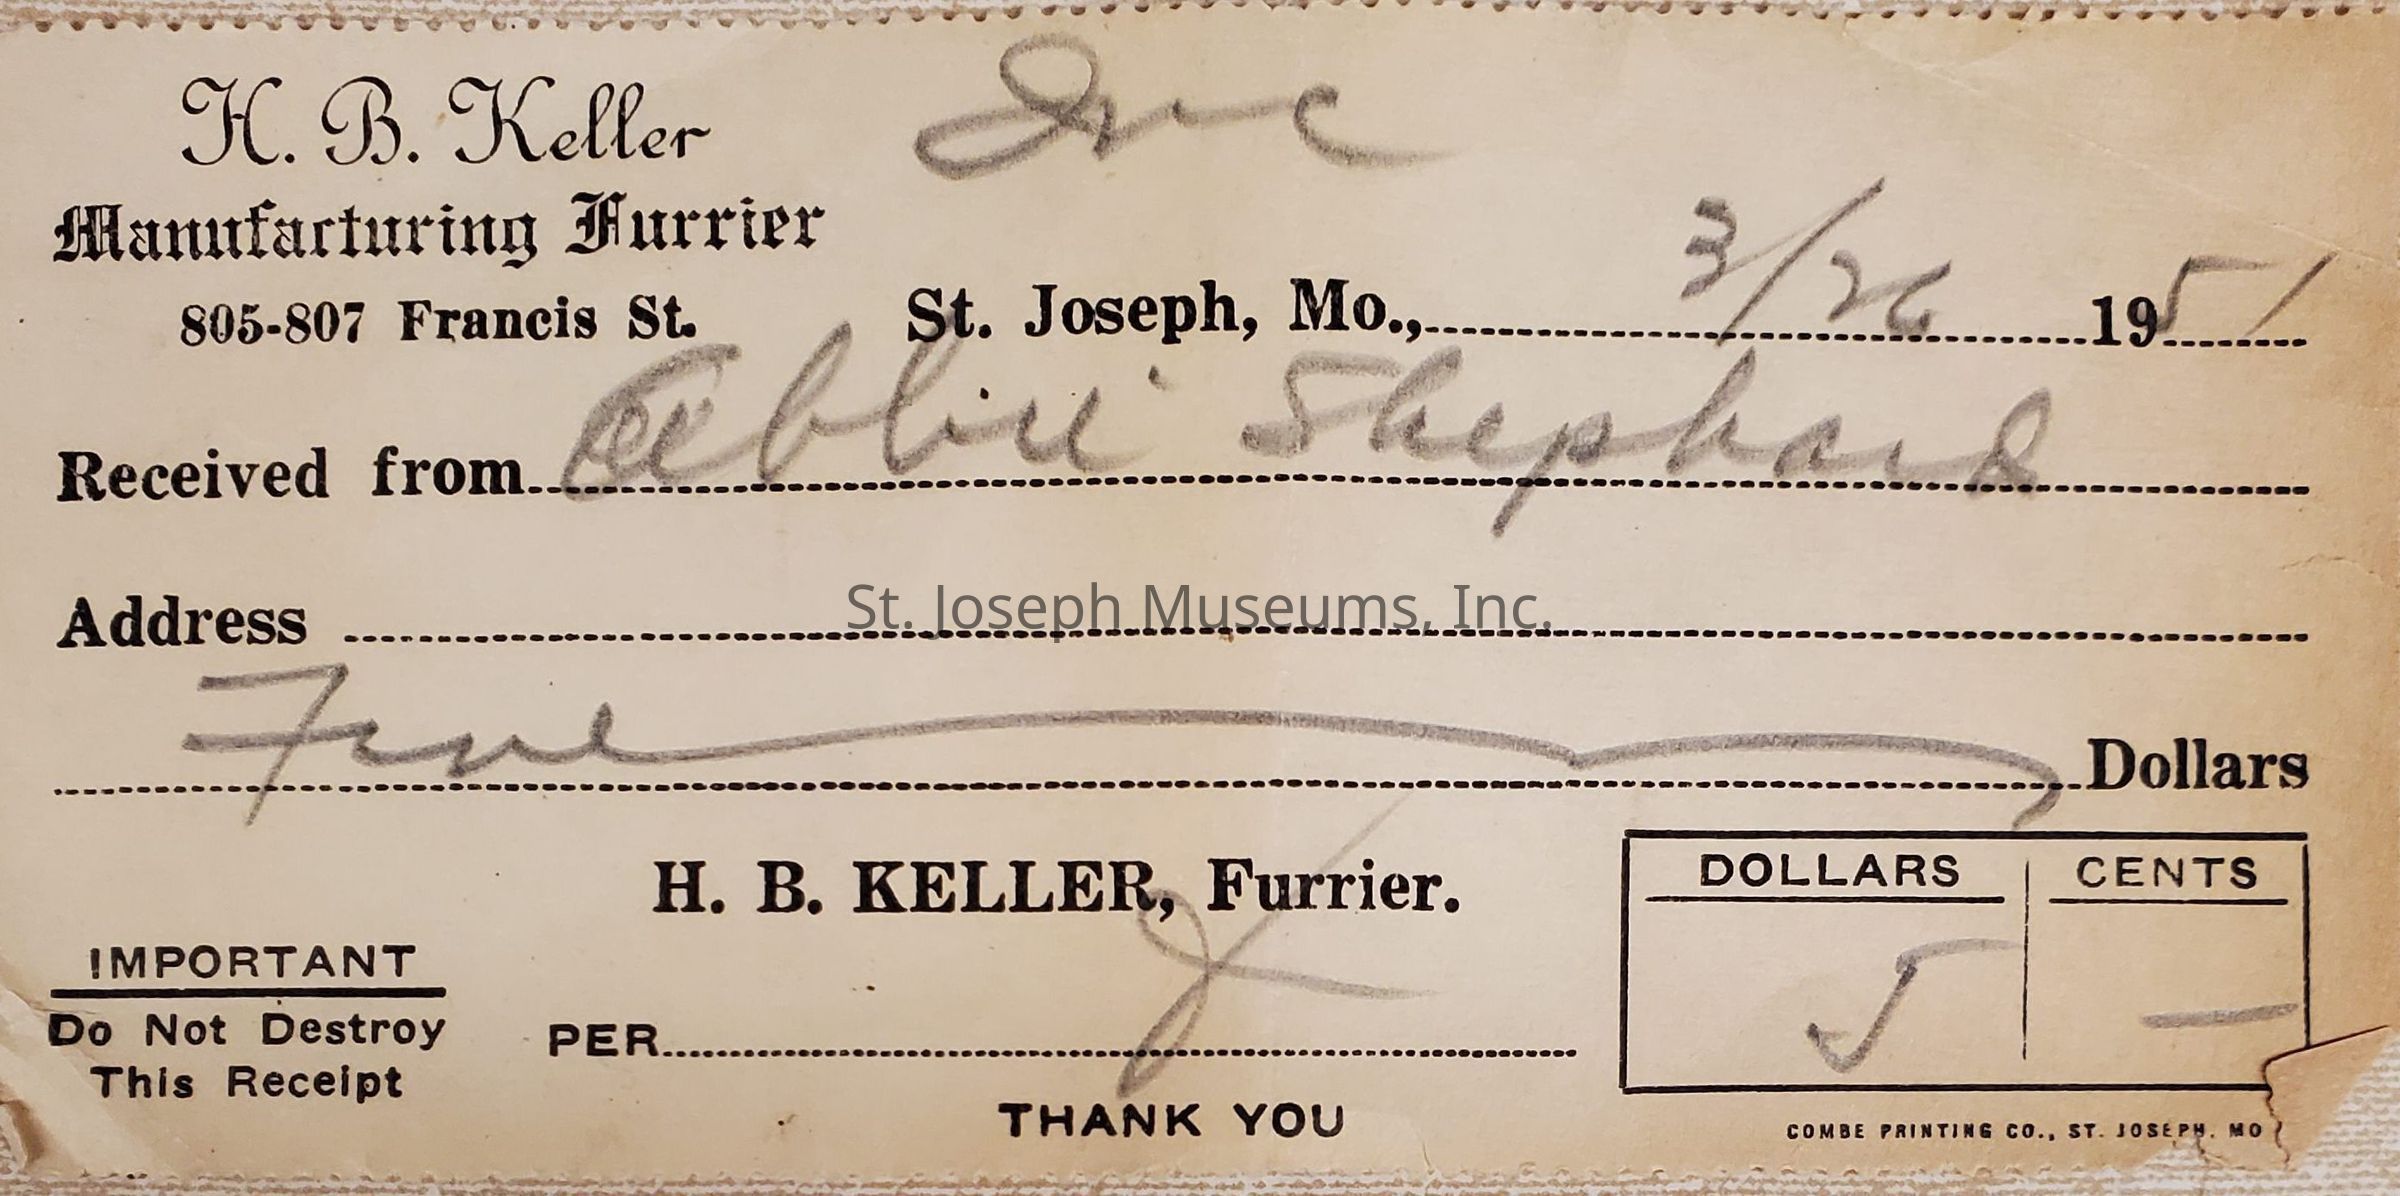 H. B. Keller Inc
Manufacturing Furrier
805-807 Francis St.
St. Joseph, Mo., 3/26 1951
Received from Abbie Shephard
Address
St. Joseph Museums, Inc.
Five Dollars
H. B. KELLER, Furrier.
DOLLARS CENTS
5 —
IMPORTANT
Do Not Destroy
This Receipt
PER
THANK YOU
COMBE PRINTING CO., ST. JOSEPH, MO